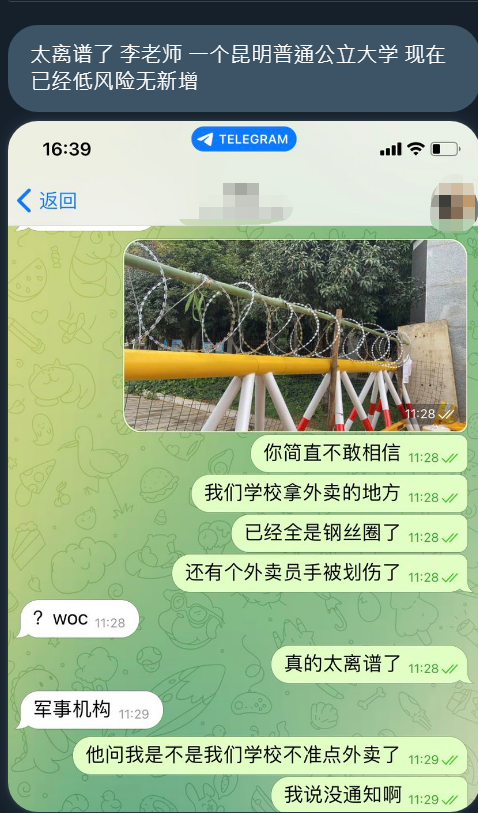 太离谱了 李老师 一个昆明普通公立大学 现在
已经低风险无新增
16:39
TELEGRAM
返回
11:28
你简直不敢相信 11:28
我们学校拿外卖的地方 11:28
已经全是钢丝圈了 11:28
还有个外卖员手被划伤了 11:28
？woc 11:28
真的太离谱了 11:28
军事机构 11:29
他问我是不是我们学校不准点外卖了 11:29
我说没通知啊 11:29